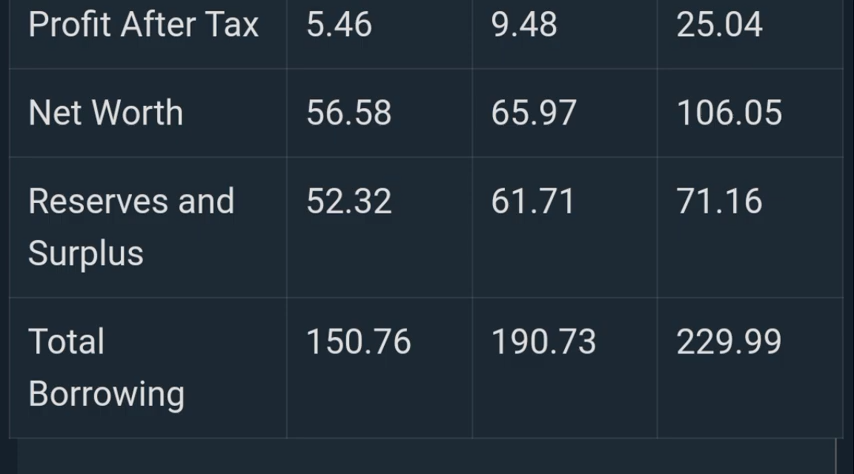 Profit After Tax 5.46 9.48 25.04
Net Worth 56.58 65.97 106.05
Reserves and 52.32 61.71 71.16
Surplus
Total 150.76 190.73 229.99
Borrowing